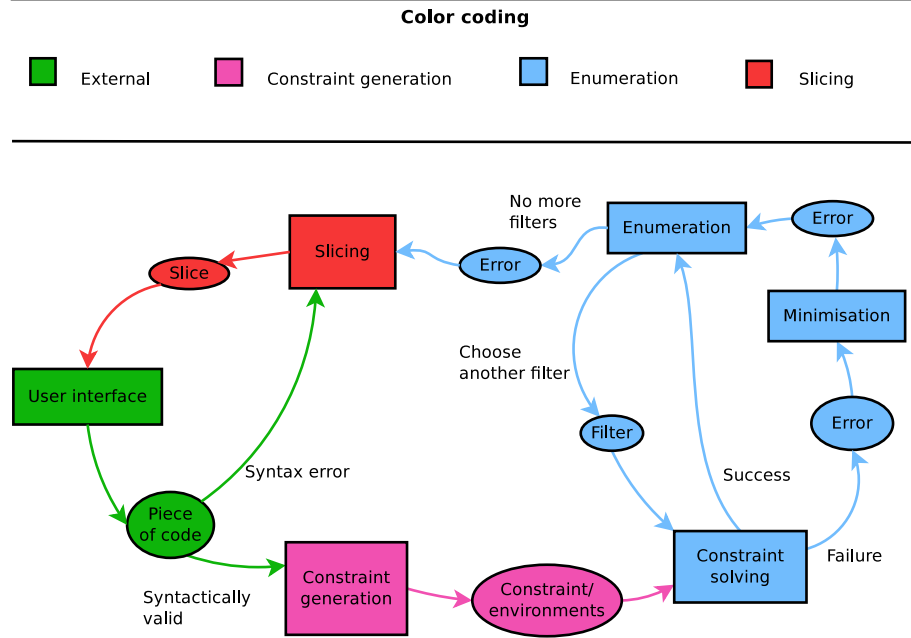 Color coding
External
Constraint generation
Enumeration
Slicing
No more
filters
Enumeration
Error
Slicing
Error
Slice
Minimisation
Choose
another filter
User interface
Filter
Error
Syntax error
Success
Piece
of code
Constraint
solving
Failure
Syntactically
valid
Constraint
generation
Constraint/
environments